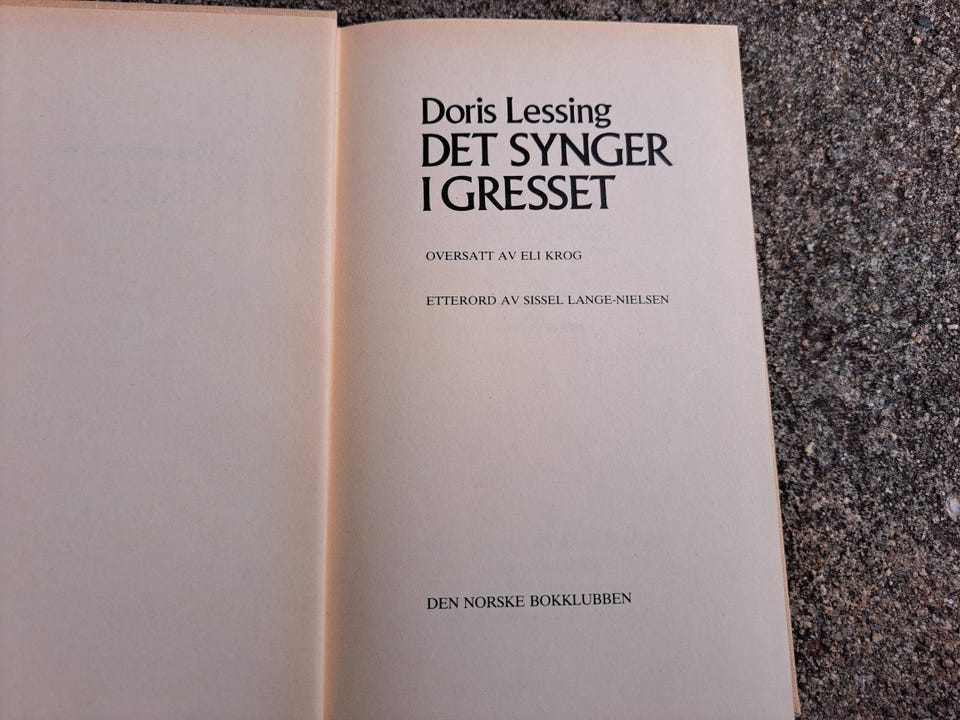 Doris Lessing
DET SYNGER
I GRESSET
OVERSATT AV ELI KROG
ETTERORD AV SISSEL LANGE-NIELSEN
DEN NORSKE BOKKLUBBEN